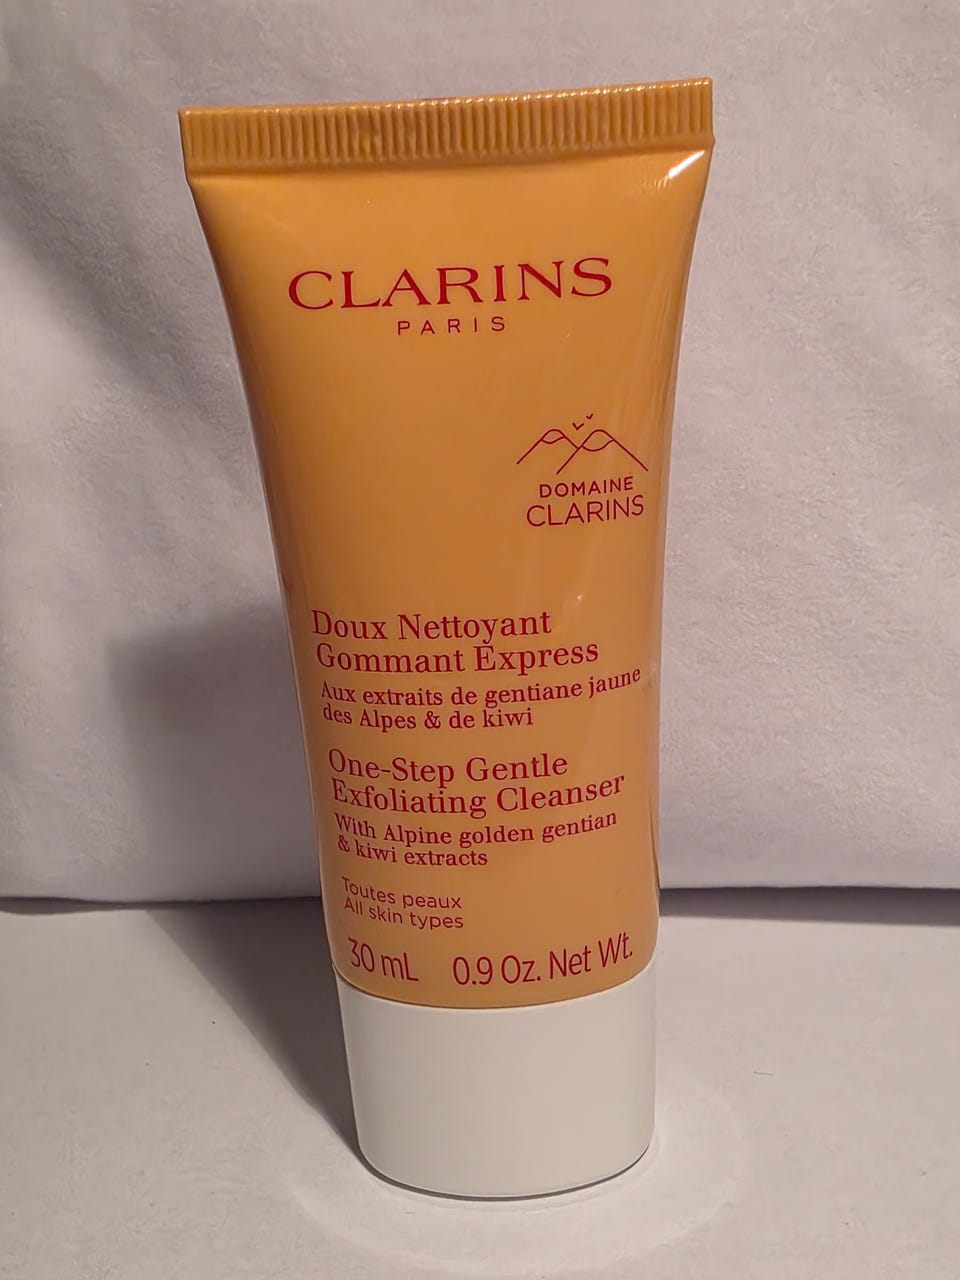 CLARINS
PARIS
DOMAINE
CLARINS
Doux Nettoyant
Gommant Express
Aux extraits de gentiane jaune
des Alpes & de kiwi
One-Step Gentle
Exfoliating Cleanser
With Alpine golden gentian
& kiwi extracts
Toutes peaux
All skin types
30 mL 0.9 Oz. Net Wt.